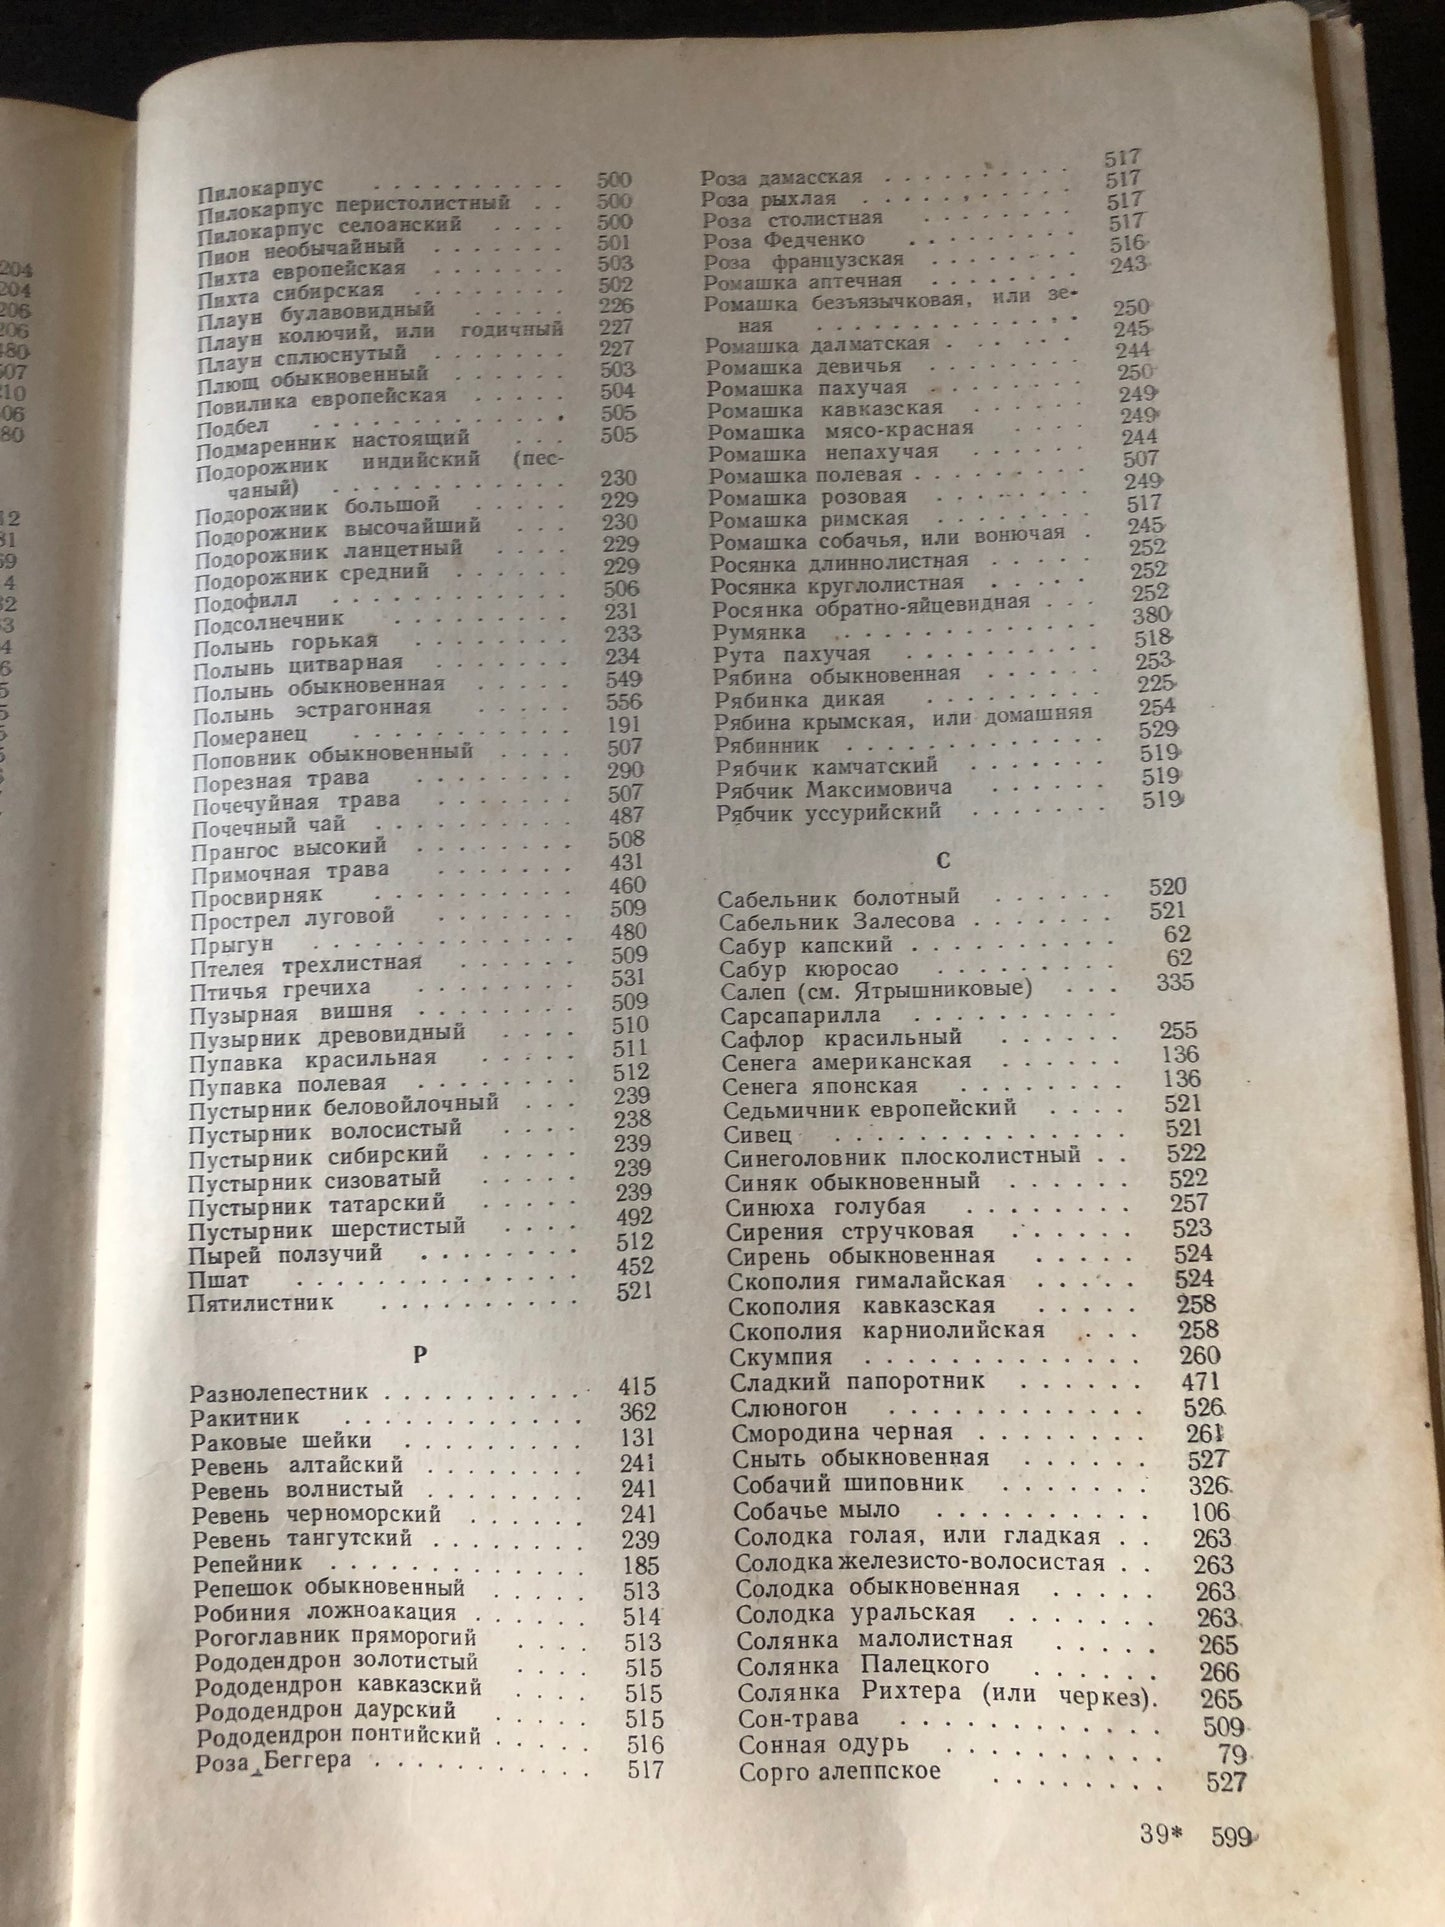 204
204
206
206
Пилокарпус . . . . . . . . . . 500
Пилокарпус перистолистный . . 500
Пилокарпус селоанский . . . . 500
Пион необычайный . . . . . . . 501
Пихта европейская . . . . . . . 503
Пихта сибирская . . . . . . . . 502
Плаун булавовидный . . . . . 226
Плаун колючий, или годичный 227
Плаун сплюснутый . . . . . . . 227
Плющ обыкновенный . . . . . . 503
Повилика европейская . . . . . 504
Подбел . . . . . . . . . . . . 505
Подмаренник настоящий . . . 505
Подорожник индийский (пес-
чаный) . . . . . . . . . . . . 230
Подорожник большой . . . . . 229
Подорожник высочайший . . . 230
Подорожник ланцетный . . . . 229
Подорожник средний . . . . . . 229
Подофилл . . . . . . . . . . . . 506
Подсолнечник . . . . . . . . . 231
Полынь горькая . . . . . . . . 233
Полынь цитварная . . . . . . . 234
Полынь обыкновенная . . . . . 549
Полынь эстрагонная . . . . . 556
Померанец . . . . . . . . . . . 191
Поповник обыкновенный . . . . 507
Порезная трава . . . . . . . . 290
Почечуйная трава . . . . . . . 507
Почечный чай . . . . . . . . . . 487
Прангос высокий . . . . . . . . 508
Примочная трава . . . . . . . 431
Просвирняк . . . . . . . . . . 460
Прострел луговой . . . . . . . 509
Прыгун . . . . . . . . . . . . . 480
Птелея трехлистная . . . . . . 509
Птичья гречиха . . . . . . . . 531
Пузырная вишня . . . . . . . . 509
Пузырник древовидный . . . . 510
Пупавка красильная . . . . . 511
Пупавка полевая . . . . . . . . 512
Пустырник беловойлочный . . . 239
Пустырник волосистый . . . . 238
Пустырник сибирский . . . . . 239
Пустырник сизоватый . . . . . 239
Пустырник татарский . . . . . 239
Пустырник шерстистый . . . . 492
Пырей ползучий . . . . . . . . 512
Пшат . . . . . . . . . . . . . . 452
Пятилистник . . . . . . . . . . 521
Р
Разнолепестник . . . . . . . . . . 415
Ракитник . . . . . . . . . . . . 362
Раковые шейки . . . . . . . . . 131
Ревень алтайский . . . . . . . . 241
Ревень волнистый . . . . . . . . 241
Ревень черноморский . . . . . . 241
Ревень тангутский . . . . . . . . 239
Репейник . . . . . . . . . . . . 185
Репешок обыкновенный . . . . . 513
Робиния ложноакация . . . . . . 514
Рогоглавник пряморогий . . . . 513
Рододендрон золотистый . . . . 515
Рододендрон кавказский . . . . 515
Рододендрон даурский . . . . . 515
Рододендрон понтийский . . . . . 516
Роза Беггера . . . . . . . . . . . 517
Роза дамасская . . . . . . . . . . 517
Роза рыхлая . . . . . . . . . . . 517
Роза столистная . . . . . . . . 517
Роза Федченко . . . . . . . . . 517
Роза французская . . . . . . . . 516
Ромашка аптечная . . . . . . . 243
Ромашка безъязычковая, или зе-
ная . . . . . . . . . . . . . . 250
Ромашка далматская . . . . . . . 245
Ромашка девичья . . . . . . . . 244
Ромашка пахучая . . . . . . . . 250
Ромашка кавказская . . . . . . 249
Ромашка мясо-красная . . . . 249
Ромашка непахучая . . . . . . 244
Ромашка полевая . . . . . . . . . 507
Ромашка розовая . . . . . . . . 249
Ромашка римская . . . . . . . . 517
Ромашка собачья, или вонючая . 245
Росянка длиннолистная . . . . . 252
Росянка круглолистная . . . . . 252
Росянка обратно-яйцевидная . . . 252
Румянка . . . . . . . . . . . . . 380
Рута пахучая . . . . . . . . . . 518
Рябина обыкновенная . . . . . . 253
Рябинка дикая . . . . . . . . . 225
Рябина крымская, или домашняя 254
Рябинник . . . . . . . . . . . . 529
Рябчик камчатский . . . . . . . 519
Рябчик Максимовича . . . . . . 519
Рябчик уссурийский . . . . . . . 519
С
Сабельник болотный . . . . . . 520
Сабельник Залесова . . . . . . . 521
Сабур капский . . . . . . . . . . 62
Сабур кюросао . . . . . . . . . 62
Салеп (см. Ятрышниковые) . . . 335
Сарсапарилла . . . . . . . . . .
Сафлор красильный . . . . . . 255
Сенега американская . . . . . . 136
Сенега японская . . . . . . . . 136
Седьмичник европейский . . . . 521
Сивец . . . . . . . . . . . . . 521
Синеголовник плосколистный . . 522
Синяк обыкновенный . . . . . . 522
Синюха голубая . . . . . . . . 257
Сирения стручковая . . . . . . 523
Сирень обыкновенная . . . . . 524
Скополия гималайская . . . . . 524
Скополия кавказская . . . . . 258
Скополия карниолийская . . . 258
Скумпия . . . . . . . . . . . . . 260
Сладкий папоротник . . . . . . 471
Слюногон . . . . . . . . . . . . 526
Смородина черная . . . . . . . . 261
Сныть обыкновенная . . . . . . 527
Собачий шиповник . . . . . . . 326
Собачье мыло . . . . . . . . . . 106
Солодка голая, или гладкая . . 263
Солодка железисто-волосистая . . 263
Солодка обыкновенная . . . . . 263
Солодка уральская . . . . . . . 263
Солянка малолистная . . . . . 265
Солянка Палецкого . . . . . . 266
Солянка Рихтера (или черкез). 265
Сон-трава . . . . . . . . . . . . 509
Сонная одурь . . . . . . . . . . 79
Сорго алеппское . . . . . . . . 527
39* 599